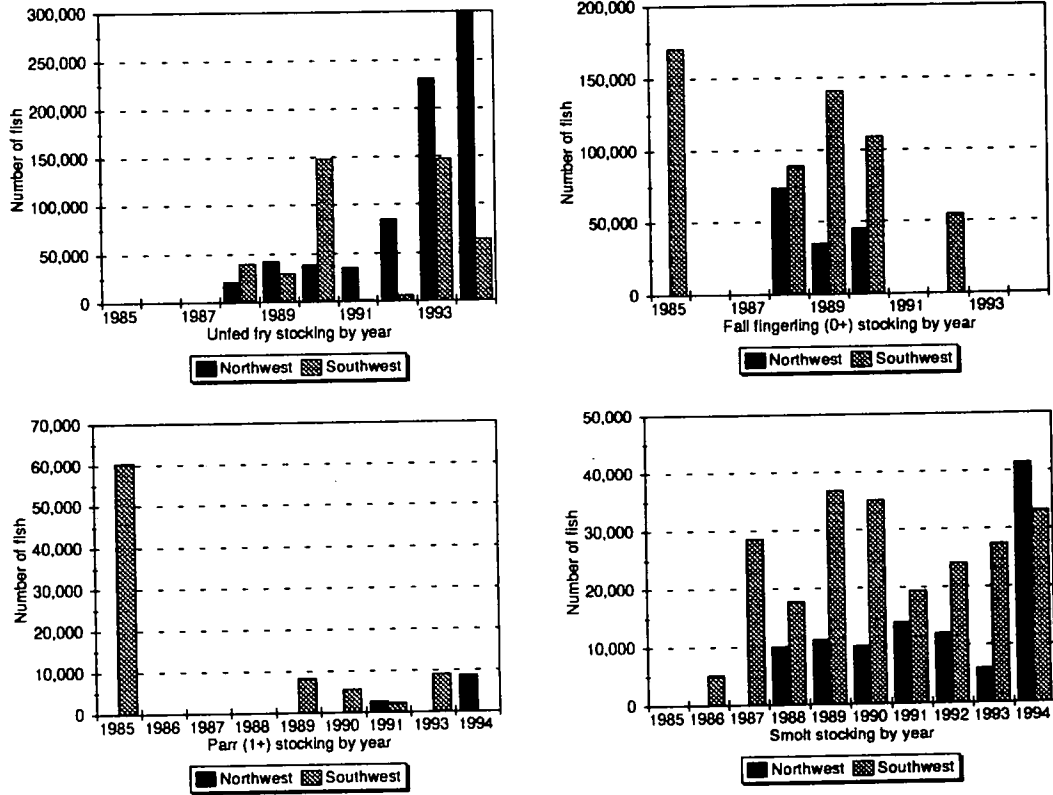 300,000
250,000
200,000
150,000
100,000
50,000
0
Number of fish
1985 1987 1989 1991 1993
Unfed fry stocking by year
Northwest Southwest
200,000
150,000
100,000
50,000
0
Number of fish
1985 1987 1989 1991 1993
Fall fingerling (0+) stocking by year
Northwest Southwest
70,000
60,000
50,000
40,000
30,000
20,000
10,000
0
Number of fish
1985 1986 1987 1988 1989 1990 1991 1993 1994
Parr (1+) stocking by year
Northwest Southwest
50,000
40,000
30,000
20,000
10,000
0
Number of fish
1985 1986 1987 1988 1989 1990 1991 1992 1993 1994
Smolt stocking by year
Northwest Southwest